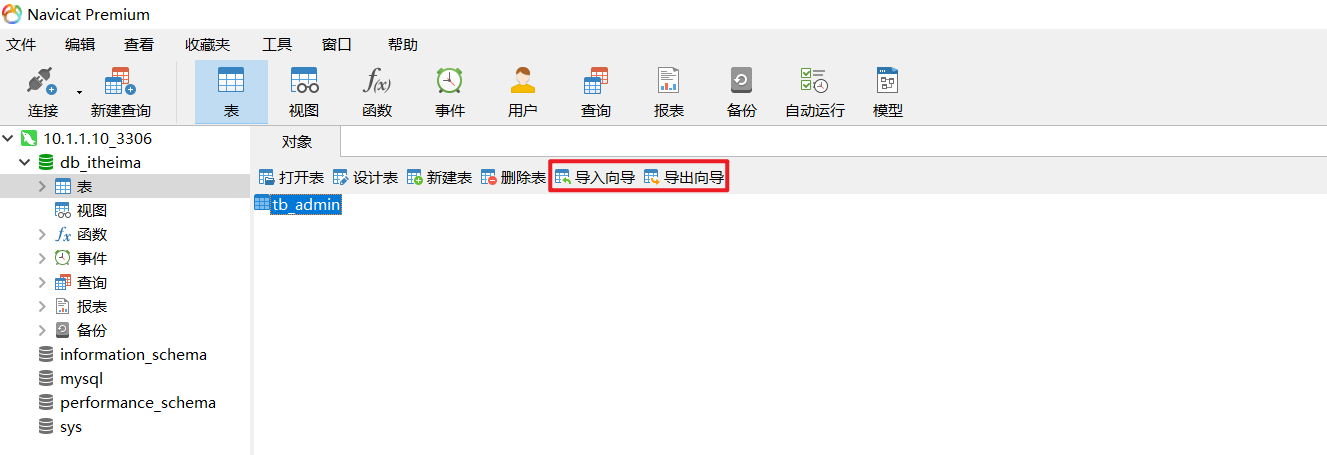 Navicat Premium
文件 编辑 查看 收藏夹 工具 窗口 帮助
连接 新建查询 表 视图 函数 事件 用户 查询 报表 备份 自动运行 模型
10.1.1.10_3306
db_itheima
表
视图
函数
事件
查询
报表
备份
information_schema
mysql
performance_schema
sys
对象
打开表 设计表 新建表 删除表 导入向导 导出向导
tb_admin